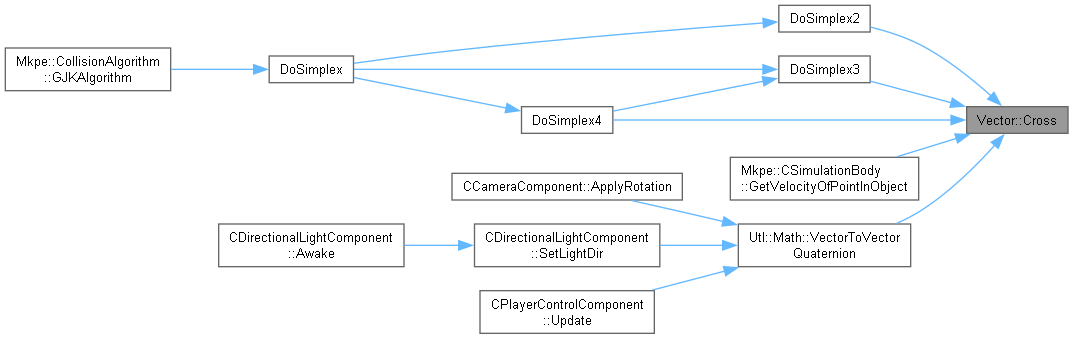 DoSimplex2
Mkpe::CollisionAlgorithm
::GJKAlgorithm
DoSimplex
DoSimplex3
DoSimplex4
Vector::Cross
Mkpe::CSimulationBody
::GetVelocityOfPointInObject
CCameraComponent::ApplyRotation
CDirectionalLightComponent
::Awake
CDirectionalLightComponent
::SetLightDir
Utl::Math::VectorToVector
Quaternion
CPlayerControlComponent
::Update